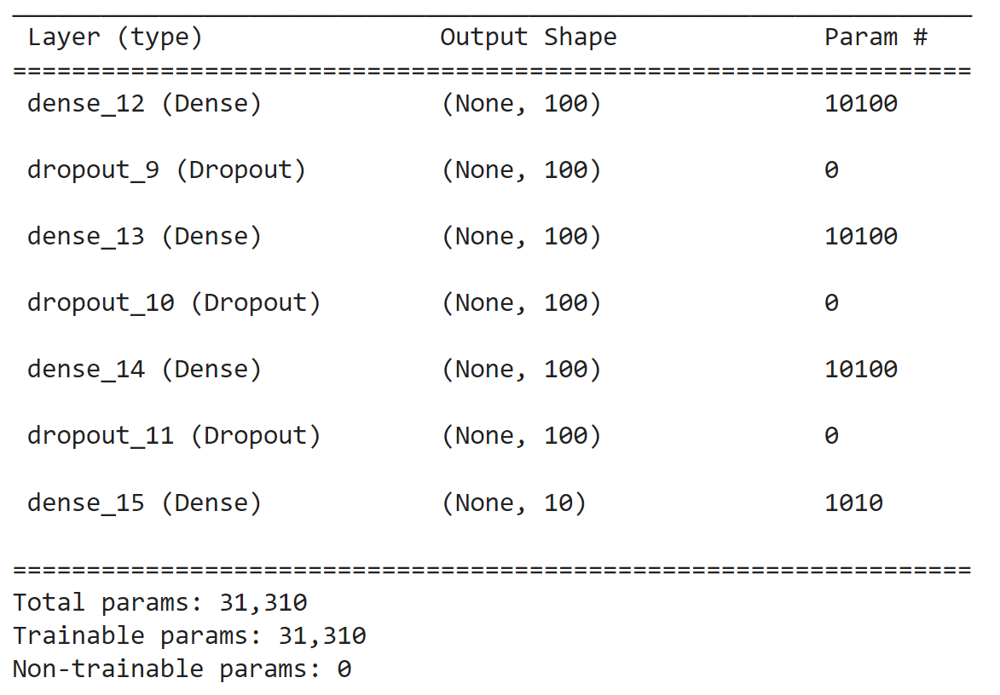 Layer (type) Output Shape Param #
=================================================================
dense_12 (Dense) (None, 100) 10100
dropout_9 (Dropout) (None, 100) 0
dense_13 (Dense) (None, 100) 10100
dropout_10 (Dropout) (None, 100) 0
dense_14 (Dense) (None, 100) 10100
dropout_11 (Dropout) (None, 100) 0
dense_15 (Dense) (None, 10) 1010
=================================================================
Total params: 31,310
Trainable params: 31,310
Non-trainable params: 0